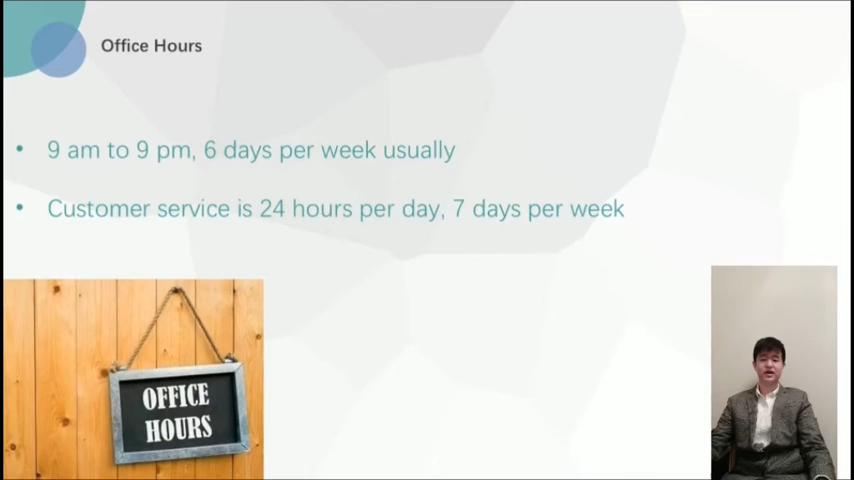 Office Hours
• 9 am to 9 pm, 6 days per week usually
• Customer service is 24 hours per day, 7 days per week
OFFICE
HOURS